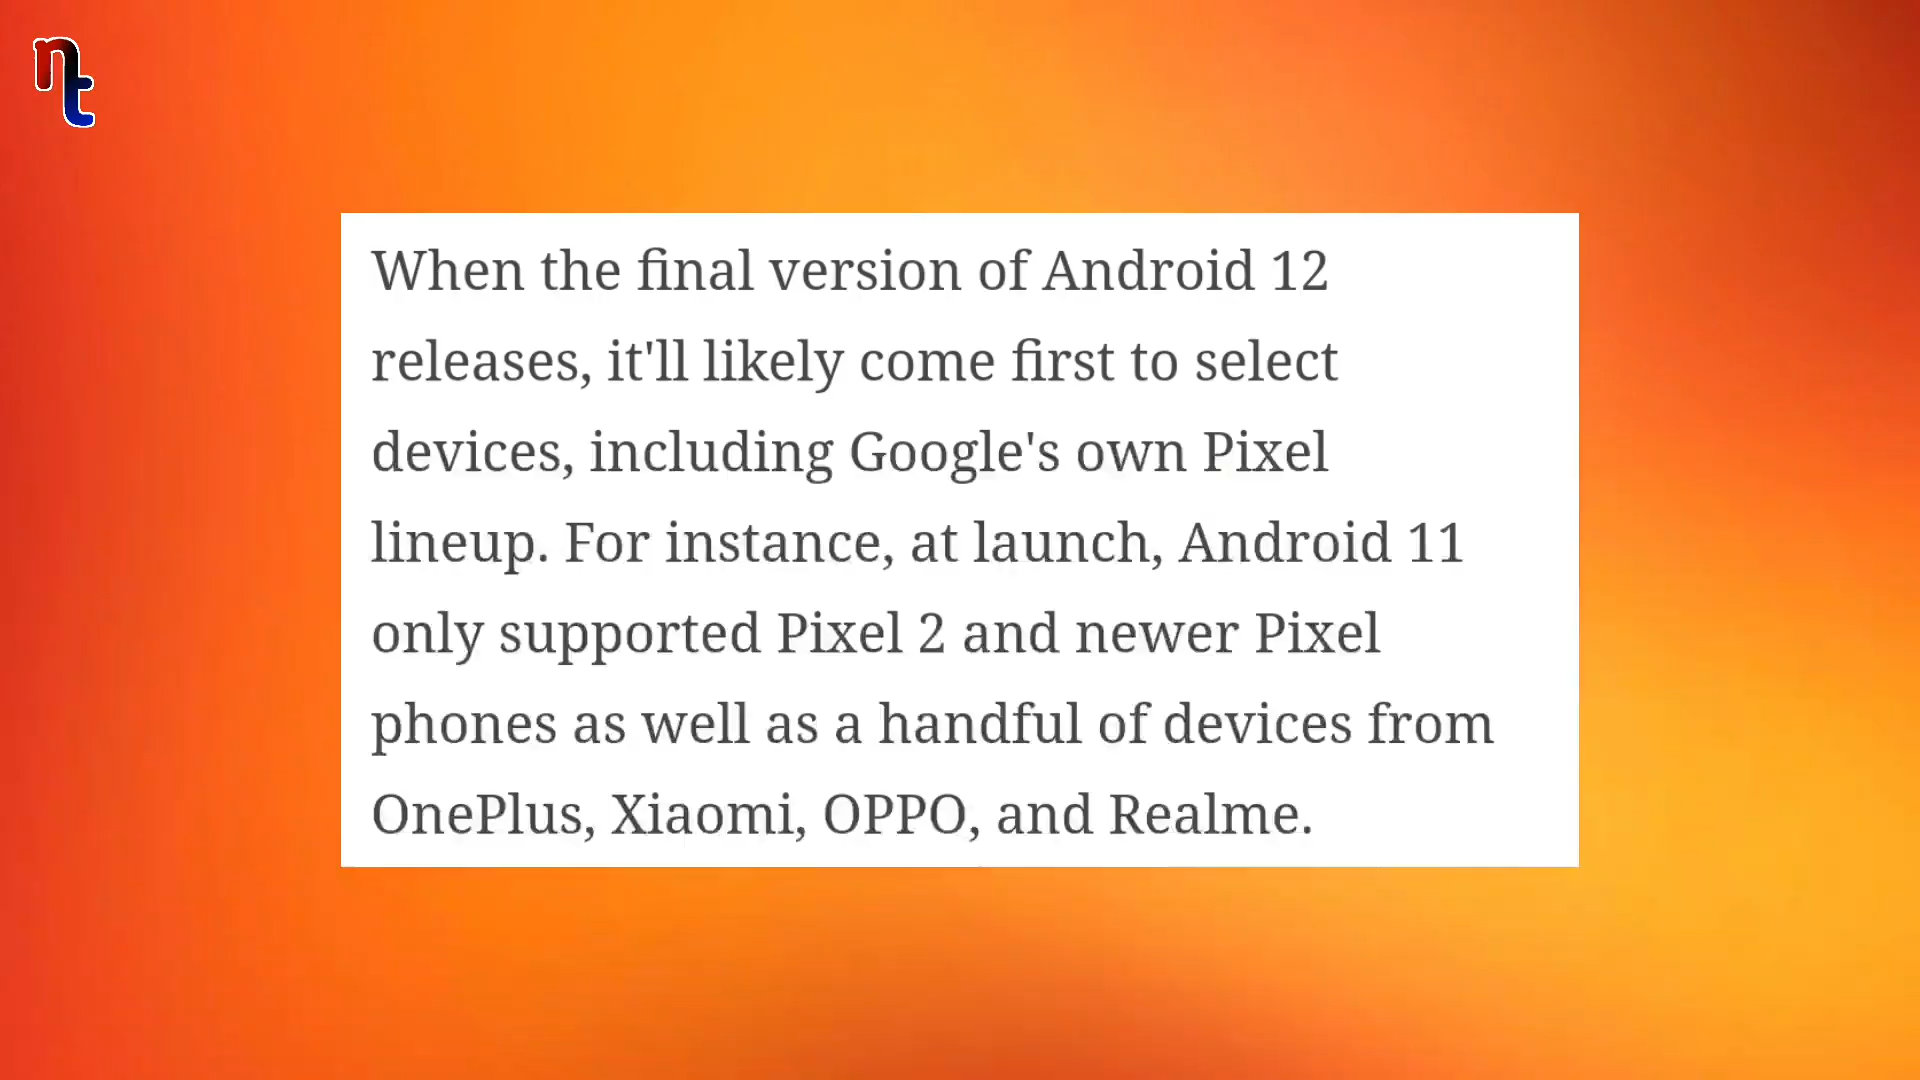 nt
When the final version of Android 12
releases, it'll likely come first to select
devices, including Google's own Pixel
lineup. For instance, at launch, Android 11
only supported Pixel 2 and newer Pixel
phones as well as a handful of devices from
OnePlus, Xiaomi, OPPO, and Realme.